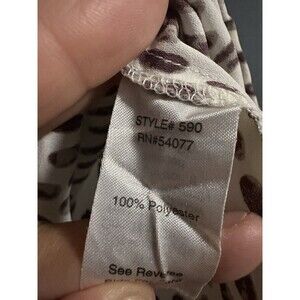 STYLE# 590
RN#54077
100% Polyester
See Reverse